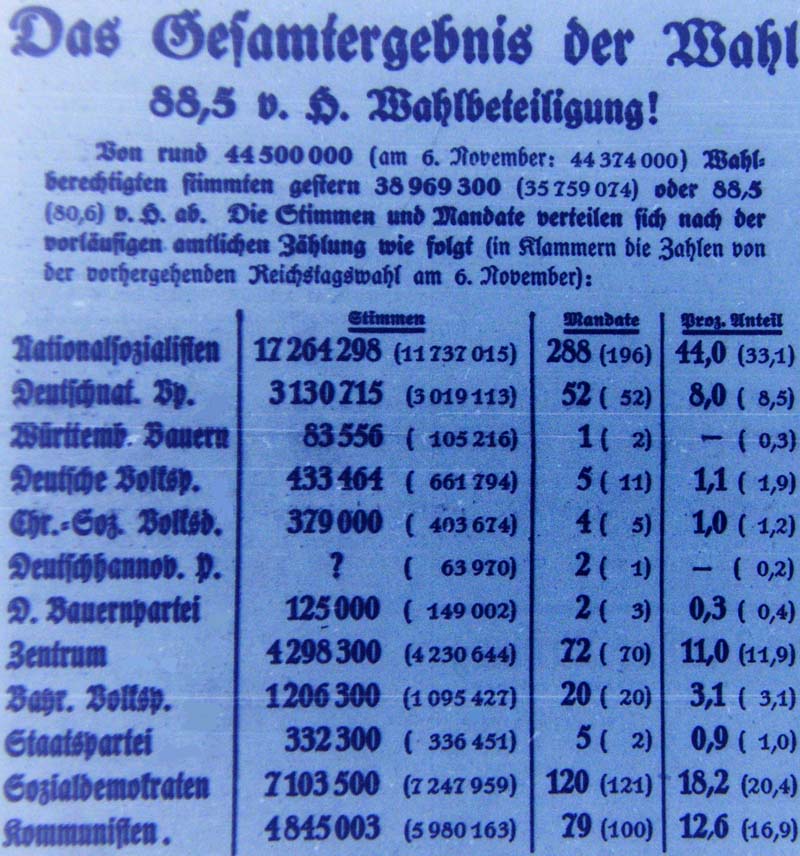 Das Gesamtergebnis der Wahl
88,5 v. H. Wahlbeteiligung!
Von rund 44 500 000 (am 6. November: 44 374 000) Wahl-
berechtigten stimmten gestern 38 969 300 (35 759 074) oder 88,5
(80,6) v. H. ab. Die Stimmen und Mandate verteilen sich nach der
vorläufigen amtlichen Zählung wie folgt (in Klammern die Zahlen von
der vorhergehenden Reichstagswahl am 6. November):
Stimmen Mandate Proz. Anteil
Nationalsozialisten 17 264 298 (11 737 015) 288 (196) 44,0 (33,1)
Deutschnat. Vp. 3 130 715 (3 019 113) 52 ( 52) 8,0 ( 8,5)
Württemb. Bauern 83 556 ( 105 216) 1 ( 2) — ( 0,3)
Deutsche Volksp. 433 464 ( 661 794) 5 ( 11) 1,1 ( 1,9)
Chr.-Soz. Volksd. 379 000 ( 403 674) 4 ( 5) 1,0 ( 1,2)
Deutschhannov. P. ? ( 63 970) 2 ( 1) — ( 0,2)
D. Bauernpartei 125 000 ( 149 002) 2 ( 3) 0,3 ( 0,4)
Zentrum 4 298 300 (4 230 644) 72 ( 70) 11,0 (11,9)
Bayr. Volksp. 1 206 300 (1 095 427) 20 ( 20) 3,1 ( 3,1)
Staatspartei 332 300 ( 336 451) 5 ( 2) 0,9 ( 1,0)
Sozialdemokraten 7 103 500 (7 247 959) 120 (121) 18,2 (20,4)
Kommunisten . 4 845 003 (5 980 163) 79 (100) 12,6 (16,9)